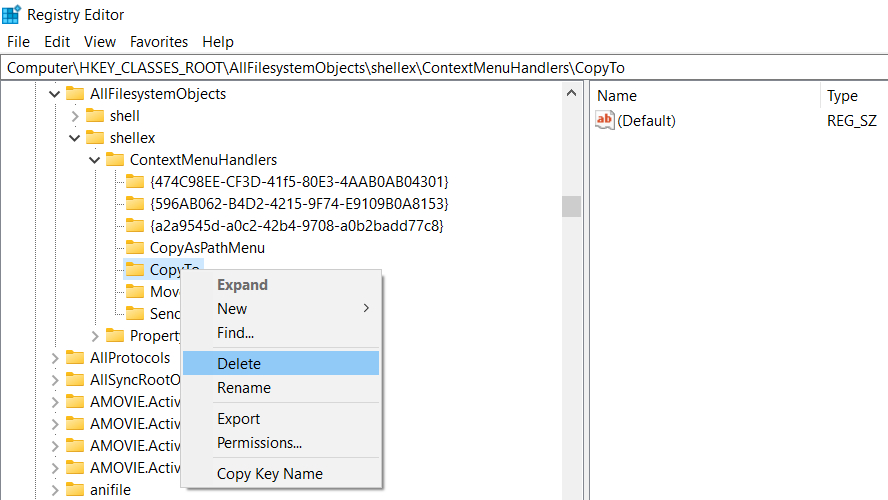 Registry Editor
File Edit View Favorites Help
Computer\HKEY_CLASSES_ROOT\AllFilesystemObjects\shellex\ContextMenuHandlers\CopyTo
AllFilesystemObjects
shell
shellex
ContextMenuHandlers
{474C98EE-CF3D-41f5-80E3-4AAB0AB04301}
{596AB062-B4D2-4215-9F74-E9109B0A8153}
{a2a9545d-a0c2-42b4-9708-a0b2badd77c8}
CopyAsPathMenu
CopyTo
Mov
Send
Property
AllProtocols
AllSyncRootO
AMOVIE.Activ
AMOVIE.Activ
AMOVIE.Activ
AMOVIE.Activ
anifile
Expand
New
Find...
Delete
Rename
Export
Permissions...
Copy Key Name
Name Type
(Default) REG_SZ